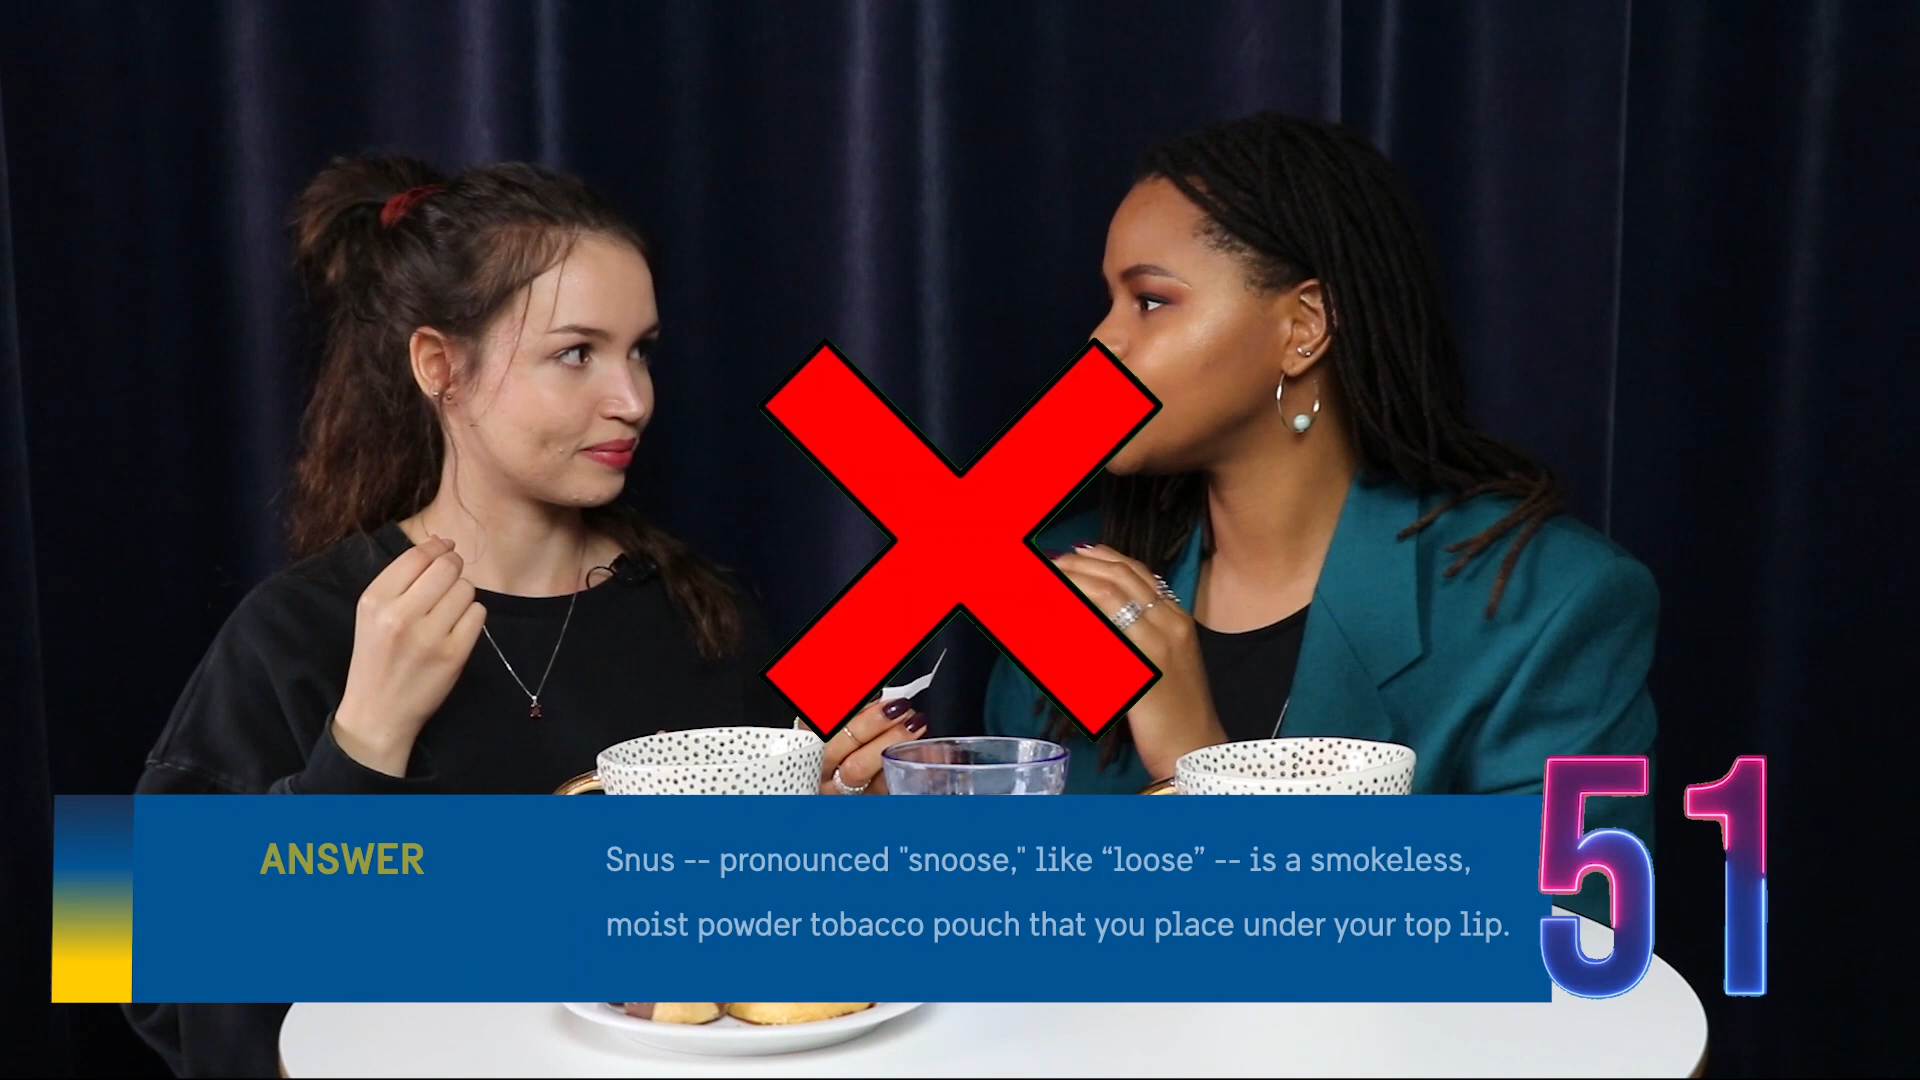 ANSWER
Snus -- pronounced "snoose," like “loose” -- is a smokeless,
moist powder tobacco pouch that you place under your top lip.
51